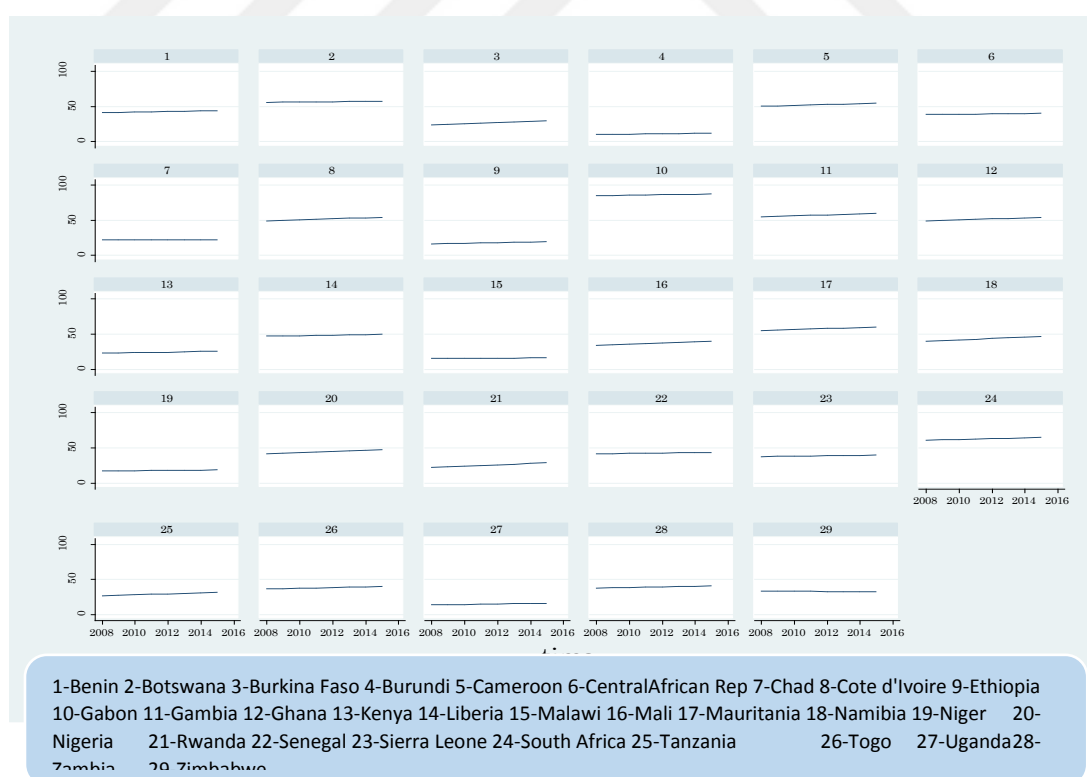 1 2 3 4 5 6
100
50
0
7 8 9 10 11 12
100
50
0
13 14 15 16 17 18
100
50
0
19 20 21 22 23 24
100
50
0
2008 2010 2012 2014 2016
25 26 27 28 29
100
50
0
2008 2010 2012 2014 2016 2008 2010 2012 2014 2016 2008 2010 2012 2014 2016 2008 2010 2012 2014 2016 2008 2010 2012 2014 2016
1-Benin 2-Botswana 3-Burkina Faso 4-Burundi 5-Cameroon 6-CentralAfrican Rep 7-Chad 8-Cote d'Ivoire 9-Ethiopia
10-Gabon 11-Gambia 12-Ghana 13-Kenya 14-Liberia 15-Malawi 16-Mali 17-Mauritania 18-Namibia 19-Niger 20-
Nigeria 21-Rwanda 22-Senegal 23-Sierra Leone 24-South Africa 25-Tanzania 26-Togo 27-Uganda28-
Zambia 29-Zimbabwe